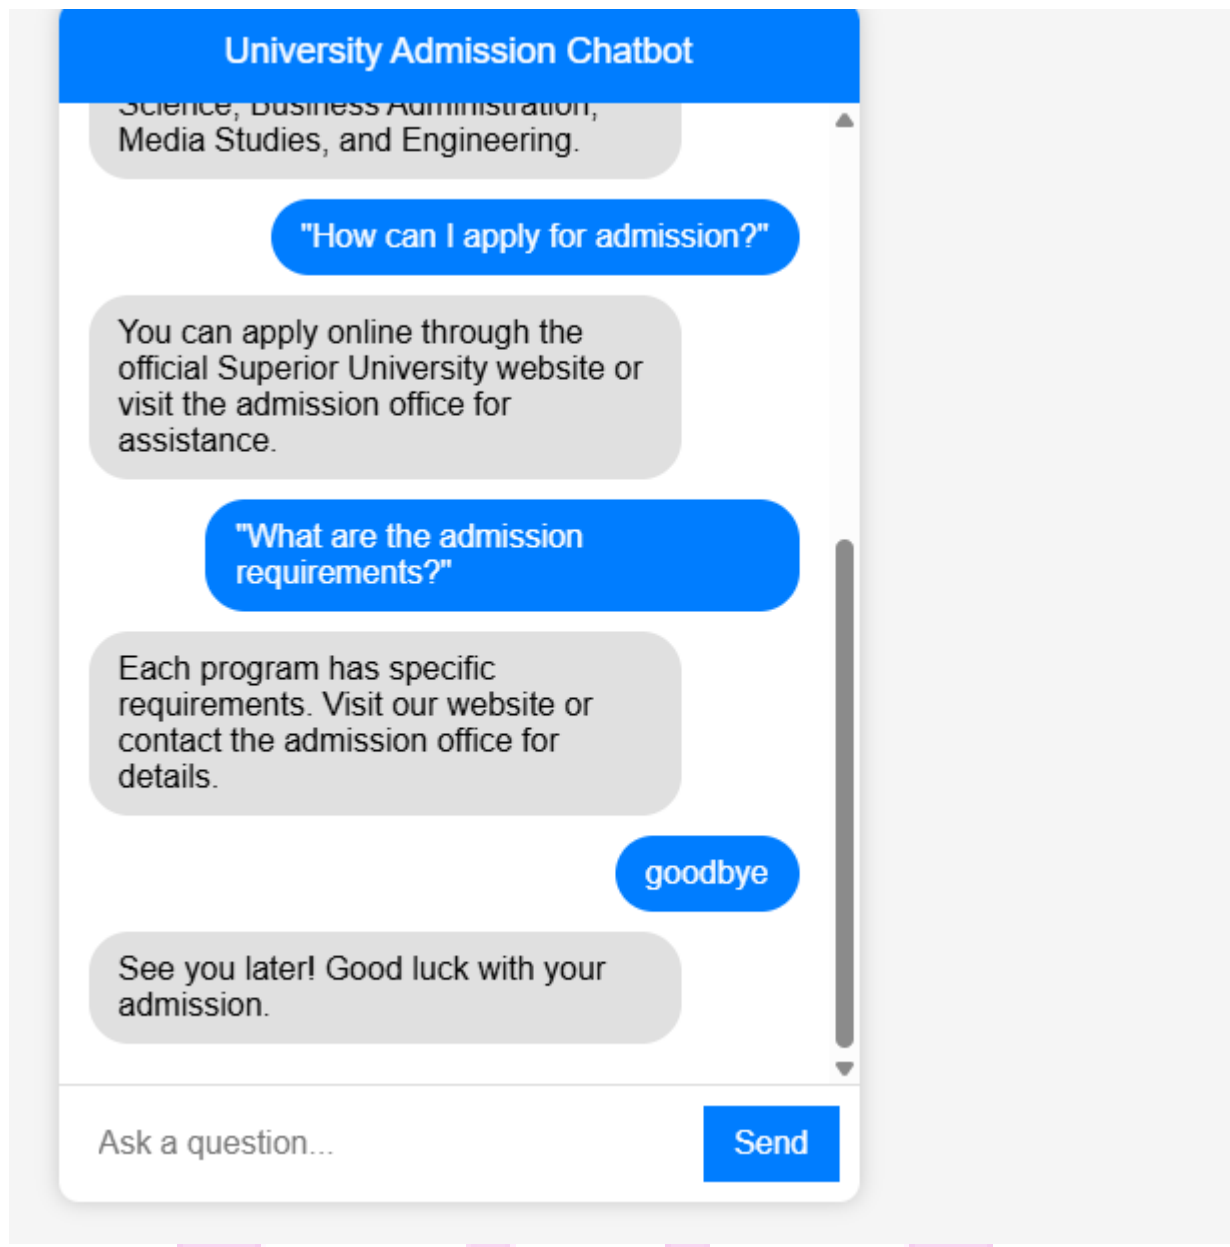 University Admission Chatbot
Science, Business Administration,
Media Studies, and Engineering.
"How can I apply for admission?"
You can apply online through the
official Superior University website or
visit the admission office for
assistance.
"What are the admission
requirements?"
Each program has specific
requirements. Visit our website or
contact the admission office for
details.
goodbye
See you later! Good luck with your
admission.
Ask a question...
Send